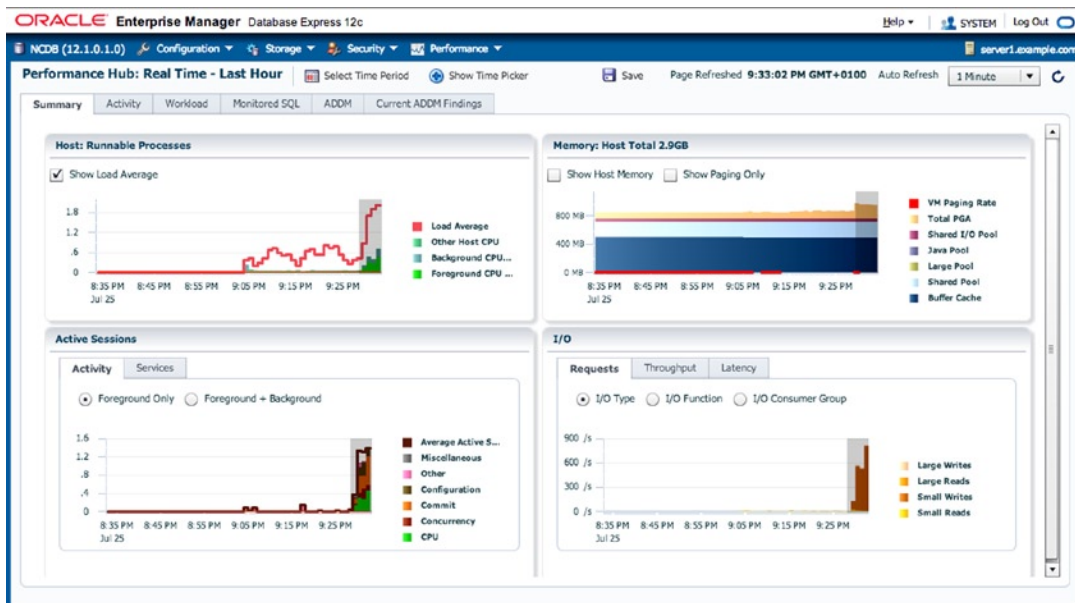 ORACLE Enterprise Manager Database Express 12c
Help SYSTEM Log Out
NCDB (12.1.0.1.0) Configuration Storage Security Performance server1.example.com
Performance Hub: Real Time - Last Hour Select Time Period Show Time Picker Save Page Refreshed 9:33:02 PM GMT+0100 Auto Refresh 1 Minute
Summary Activity Workload Monitored SQL ADDM Current ADDM Findings
Host: Runnable Processes
Show Load Average
1.8
1.2
.6
0
8:35 PM 8:45 PM 8:55 PM 9:05 PM 9:15 PM 9:25 PM
Jul 25
Load Average
Other Host CPU
Background CPU...
Foreground CPU ...
Memory: Host Total 2.9GB
Show Host Memory Show Paging Only
800 MB
400 MB
0 MB
8:35 PM 8:45 PM 8:55 PM 9:05 PM 9:15 PM 9:25 PM
Jul 25
VM Paging Rate
Total PGA
Shared I/O Pool
Java Pool
Large Pool
Shared Pool
Buffer Cache
Active Sessions
Activity Services
Foreground Only Foreground + Background
1.6
1.2
.8
.4
0
8:35 PM 8:45 PM 8:55 PM 9:05 PM 9:15 PM 9:25 PM
Jul 25
Average Active S...
Miscellaneous
Other
Configuration
Commit
Concurrency
CPU
I/O
Requests Throughput Latency
I/O Type I/O Function I/O Consumer Group
900 /s
600 /s
300 /s
0 /s
8:35 PM 8:45 PM 8:55 PM 9:05 PM 9:15 PM 9:25 PM
Jul 25
Large Writes
Large Reads
Small Writes
Small Reads